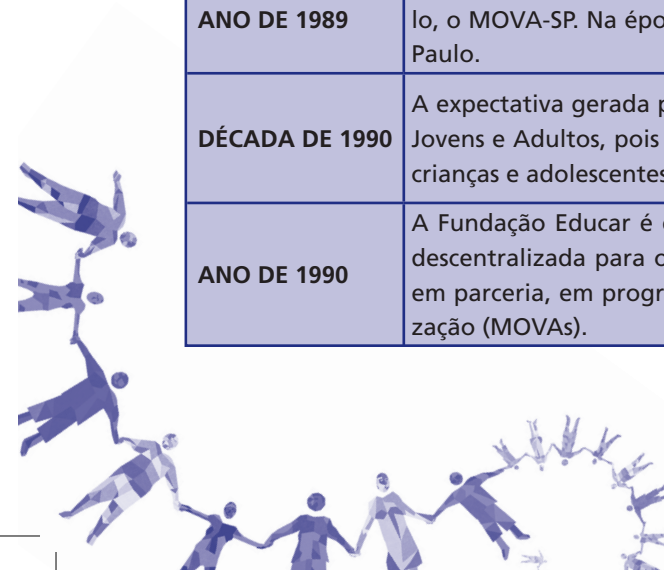 ANO DE 1989
lo, o MOVA-SP. Na épo
Paulo.
DÉCADA DE 1990
A expectativa gerada p
Jovens e Adultos, pois
crianças e adolescentes
ANO DE 1990
A Fundação Educar é
descentralizada para o
em parceria, em progr
zação (MOVAs).